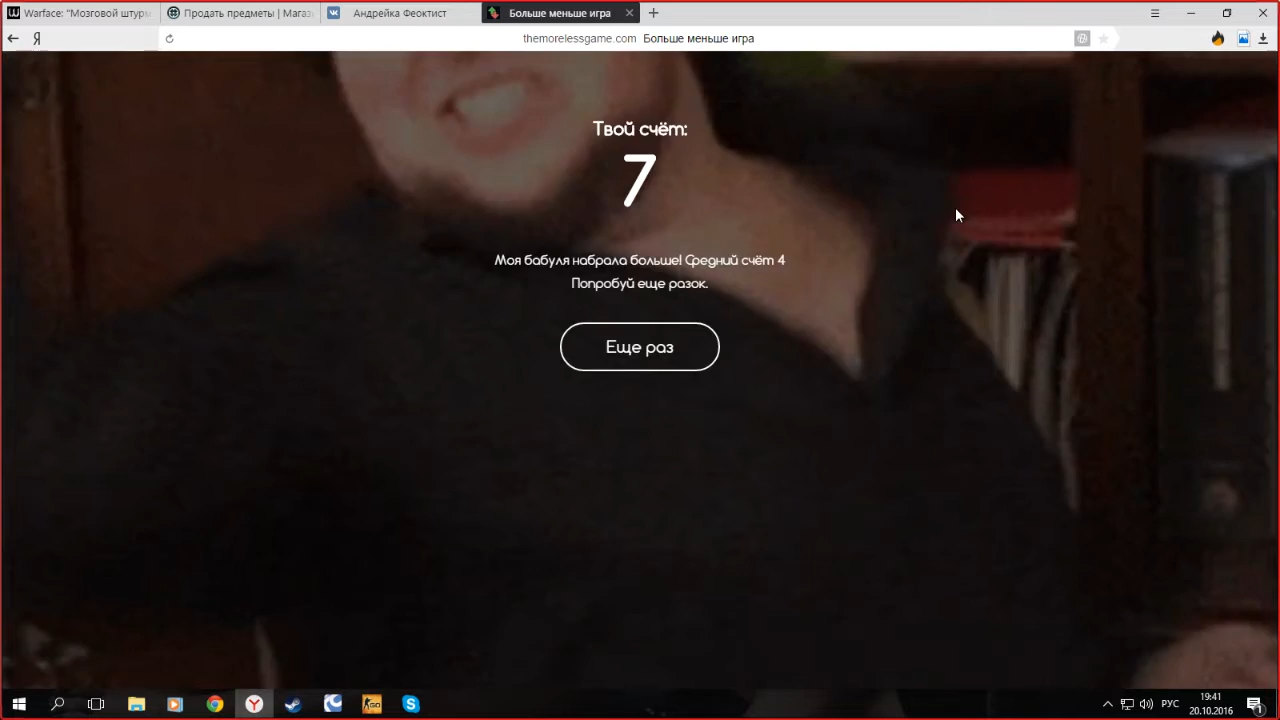 Warface: "Мозговой штурм
Продать предметы | Магаз
Андрейка Феоктист
Больше меньше игра
Я
themorelessgame.com Больше меньше игра
Твой счёт:
7
Моя бабуля набрала больше! Средний счёт 4
Попробуй еще разок.
Еще раз
РУС
19:41
20.10.2016
1